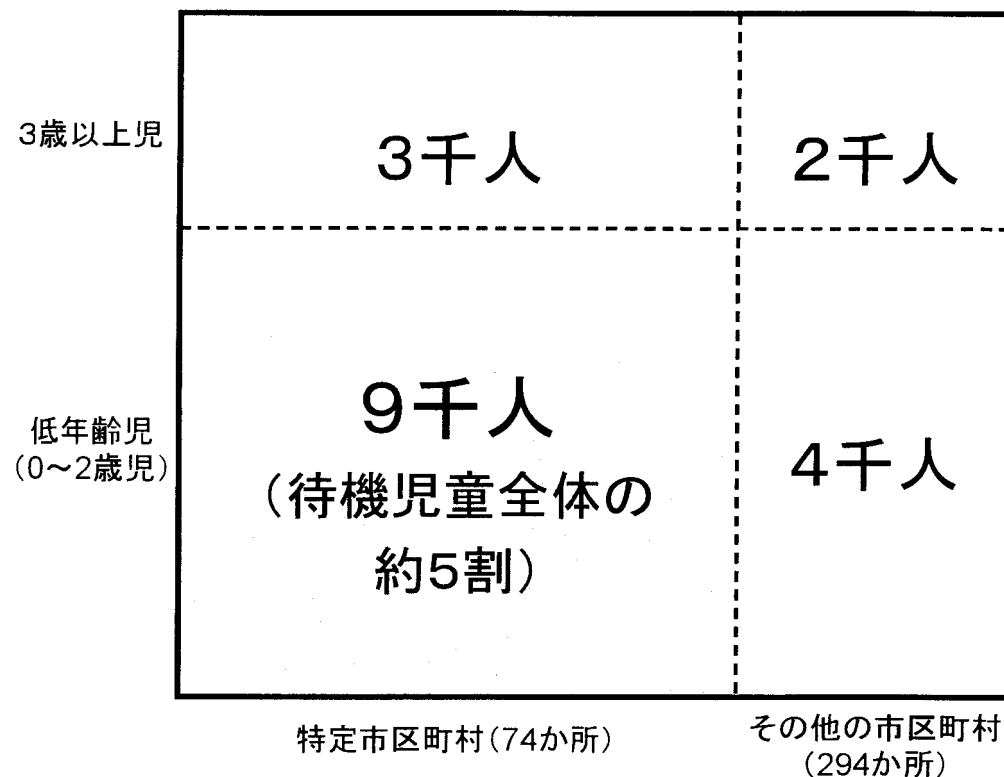 3歳以上児
3千人
2千人
低年齢児
(0～2歳児)
9千人
(待機児童全体の
約5割)
4千人
特定市区町村(74か所)
その他の市区町村
(294か所)